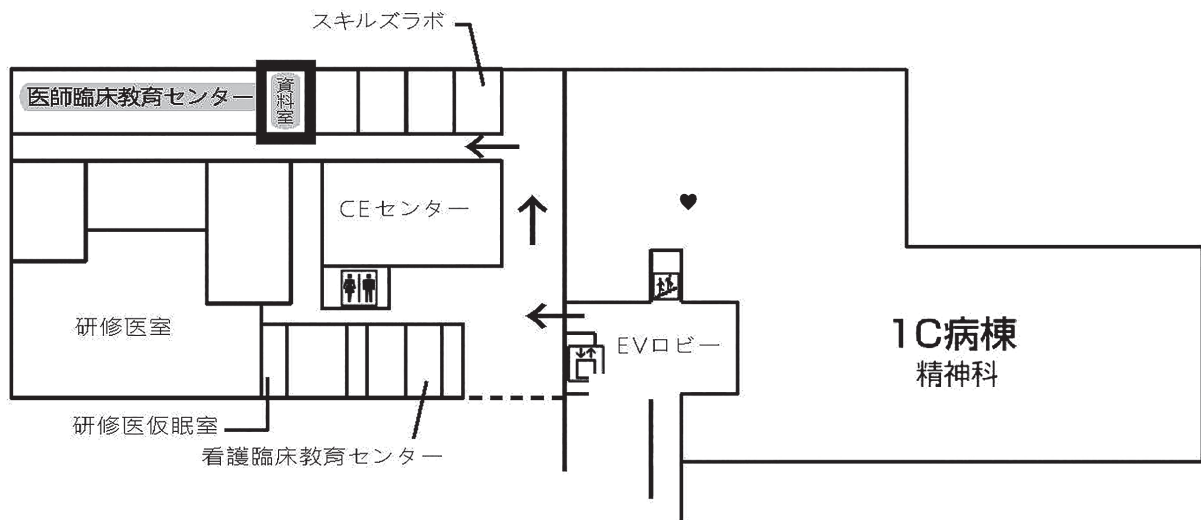 スキルズラボ
医師臨床教育センター
資料室
CEセンター
研修医室
EVロビー
1C病棟
精神科
研修医仮眠室
看護臨床教育センター